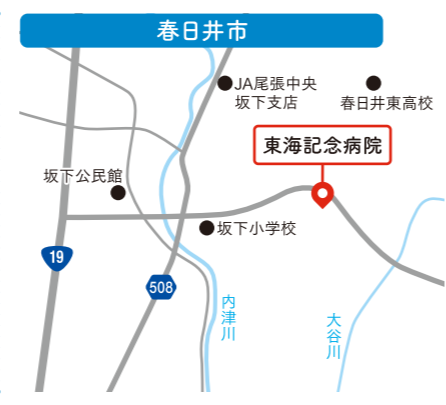 春日井市
JA尾張中央
坂下支店
春日井東高校
東海記念病院
坂下公民館
坂下小学校
19
508
内津川
大谷川